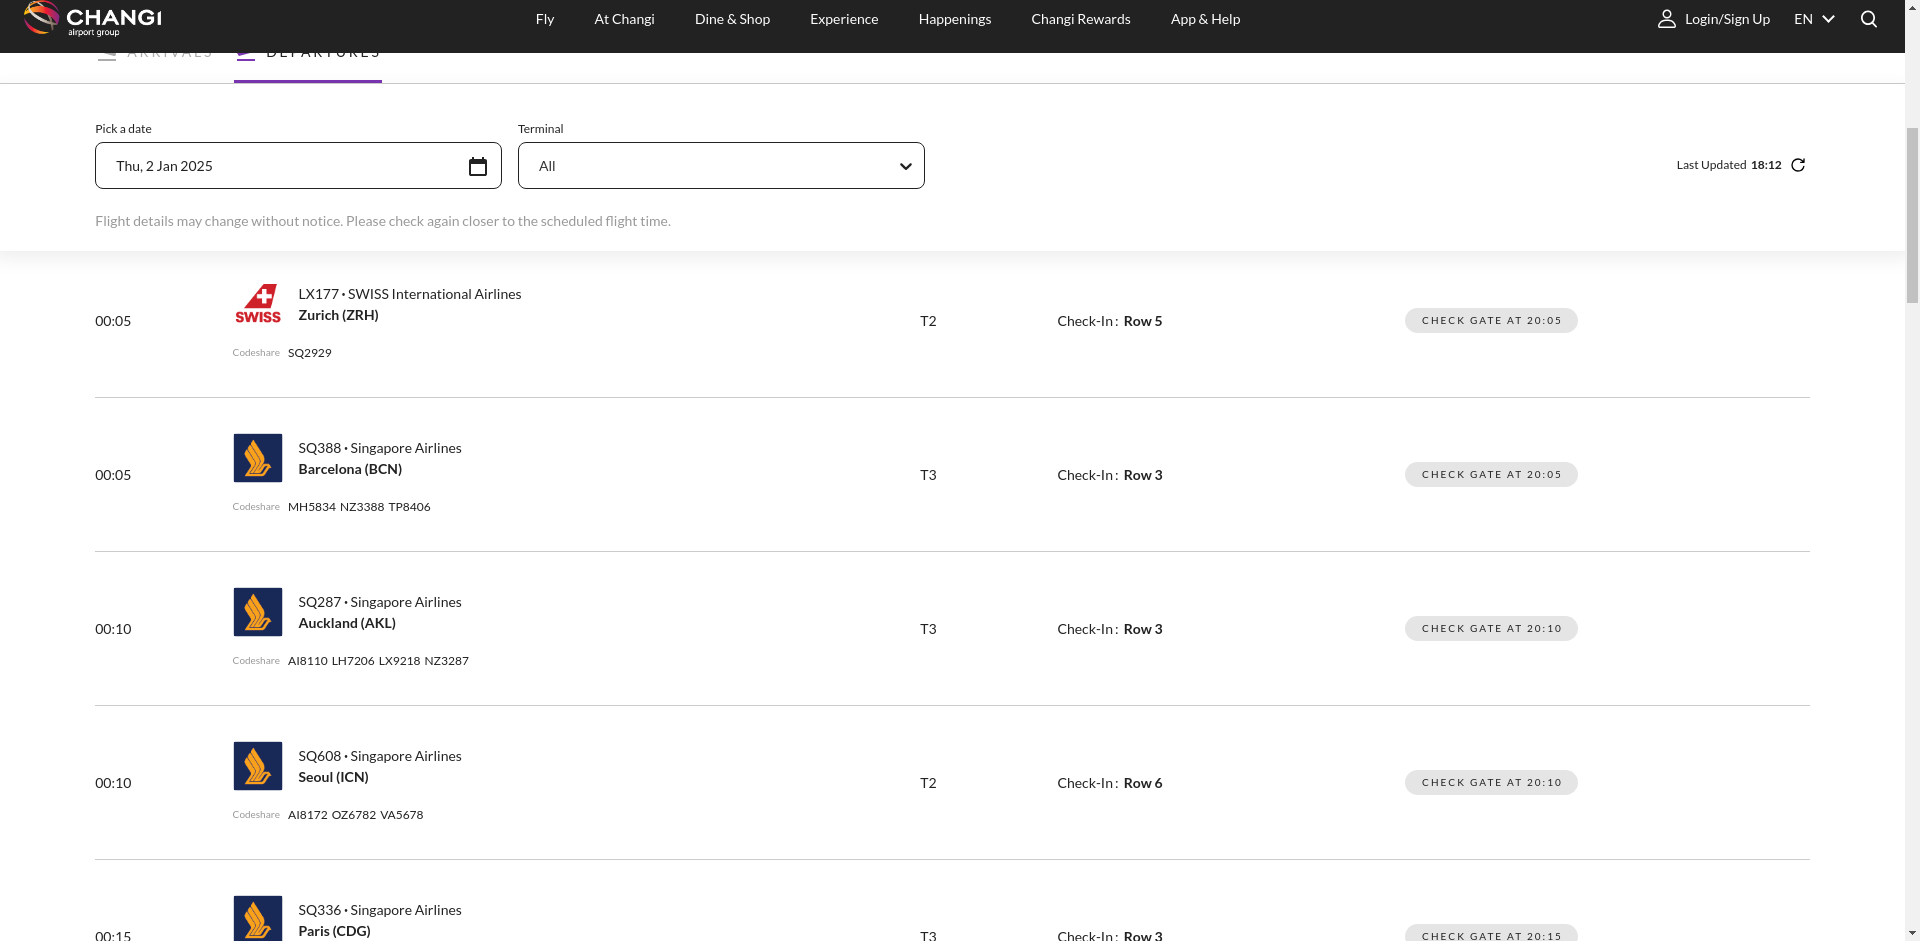 CHANGI
airport group
Fly
At Changi
Dine & Shop
Experience
Happenings
Changi Rewards
App & Help
Login/Sign Up
EN
ARRIVALS
DEPARTURES
Pick a date
Terminal
Thu, 2 Jan 2025
All
Last Updated 18:12
Flight details may change without notice. Please check again closer to the scheduled flight time.
00:05
SWISS
LX177 • SWISS International Airlines
Zurich (ZRH)
Codeshare SQ2929
T2
Check-In : Row 5
CHECK GATE AT 20:05
00:05
SQ388 • Singapore Airlines
Barcelona (BCN)
Codeshare MH5834 NZ3388 TP8406
T3
Check-In : Row 3
CHECK GATE AT 20:05
00:10
SQ287 • Singapore Airlines
Auckland (AKL)
Codeshare AI8110 LH7206 LX9218 NZ3287
T3
Check-In : Row 3
CHECK GATE AT 20:10
00:10
SQ608 • Singapore Airlines
Seoul (ICN)
Codeshare AI8172 OZ6782 VA5678
T2
Check-In : Row 6
CHECK GATE AT 20:10
00:15
SQ336 • Singapore Airlines
Paris (CDG)
T3
Check-In : Row 3
CHECK GATE AT 20:15